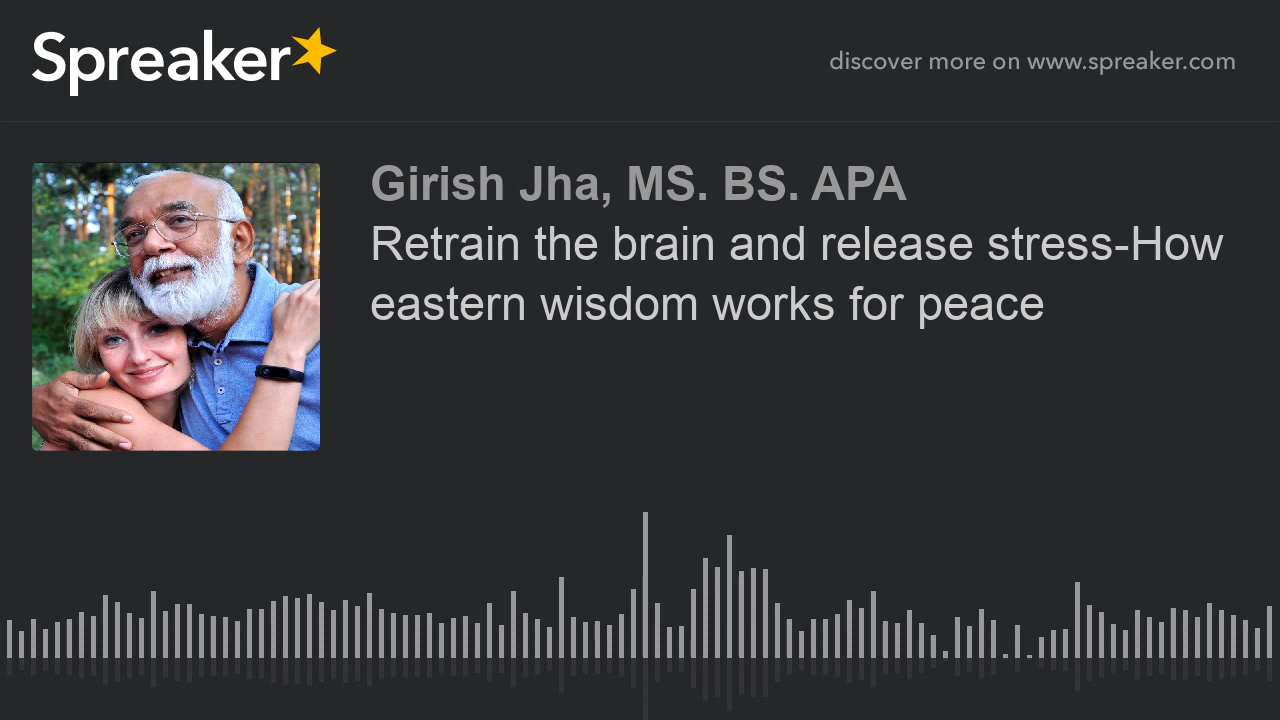 Spreaker
discover more on www.spreaker.com
Girish Jha, MS. BS. APA
Retrain the brain and release stress-How
eastern wisdom works for peace